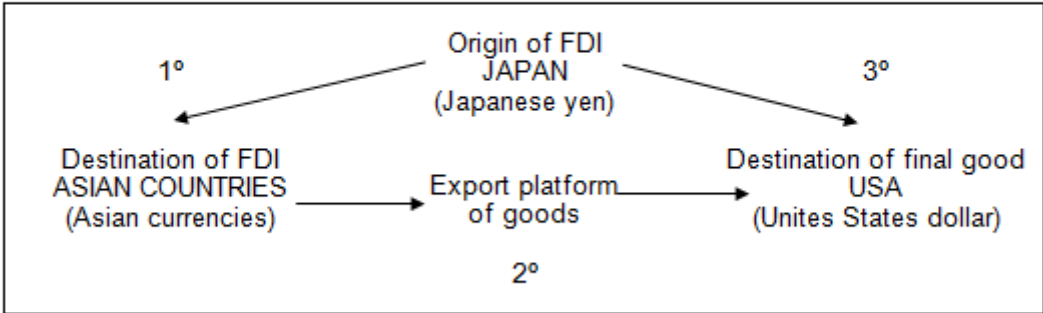 Origin of FDI
1º
JAPAN
3º
(Japanese yen)
Destination of FDI
ASIAN COUNTRIES
(Asian currencies)
Export platform
of goods
Destination of final good
USA
(Unites States dollar)
2º